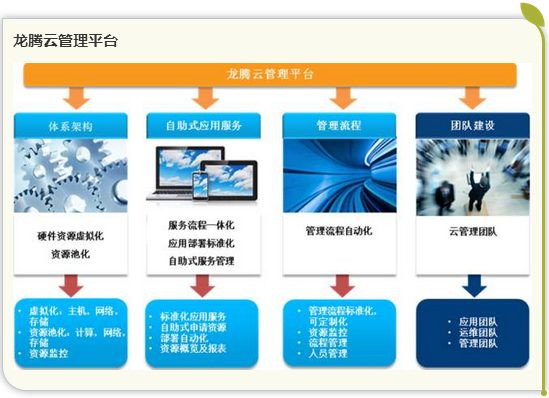 龙腾云管理平台
龙腾云管理平台
体系架构
硬件资源虚拟化
资源池化
• 虚拟化：主机，网络，
存储
• 资源池化：计算，网络，
存储
• 资源监控
自助式应用服务
服务流程一体化
应用部署标准化
自助式服务管理
• 标准化应用服务
• 自助式申请资源
• 部署自动化
• 资源概览及报表
管理流程
管理流程自动化
• 管理流程标准化，
可定制化
• 资源监控
• 流程管理
• 人员管理
团队建设
云管理团队
• 应用团队
• 运维团队
• 管理团队